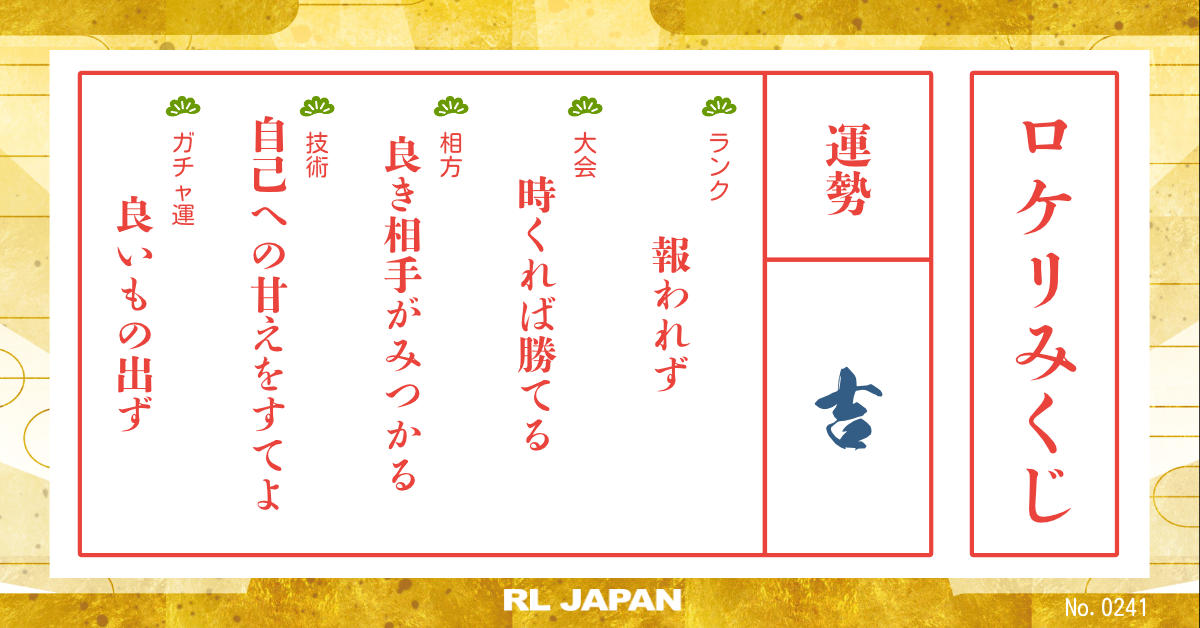 ロケリみくじ
運勢
吉
ランク
報われず
大会
時くれば勝てる
相方
良き相手がみつかる
技術
自己への甘えをすてよ
ガチャ運
良いもの出ず
RL JAPAN
No. 0241